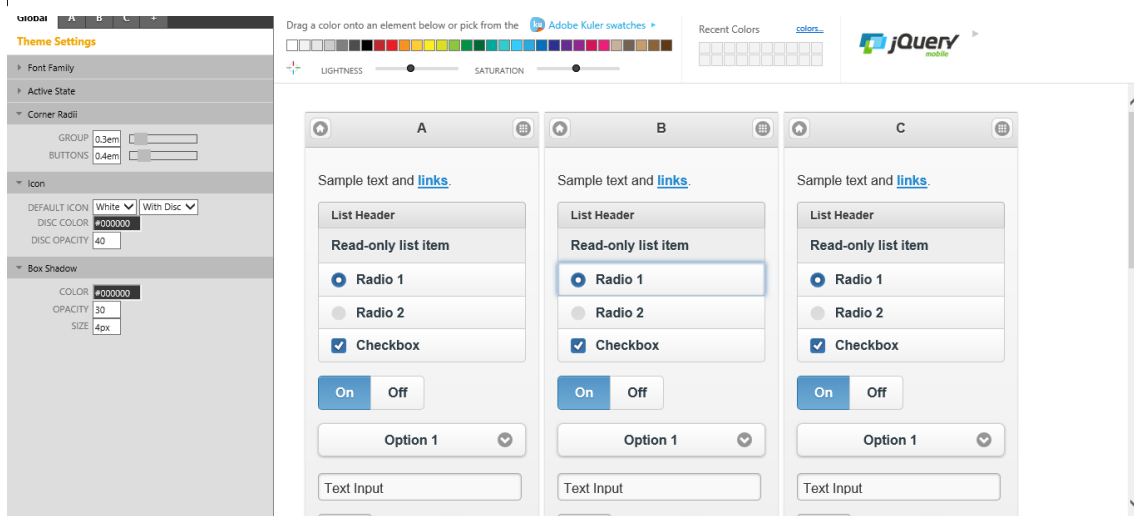 Global A B C +
Theme Settings
Font Family
Active State
Corner Radii
GROUP 0.3em
BUTTONS 0.4em
Icon
DEFAULT ICON White With Disc
DISC COLOR #000000
DISC OPACITY 40
Box Shadow
COLOR #000000
OPACITY 30
SIZE 4px
Drag a color onto an element below or pick from the ku Adobe Kuler swatches
LIGHTNESS SATURATION
Recent Colors colors...
jQuery
mobile
A
Sample text and links.
List Header
Read-only list item
Radio 1
Radio 2
Checkbox
On Off
Option 1
Text Input
B
Sample text and links.
List Header
Read-only list item
Radio 1
Radio 2
Checkbox
On Off
Option 1
Text Input
C
Sample text and links.
List Header
Read-only list item
Radio 1
Radio 2
Checkbox
On Off
Option 1
Text Input